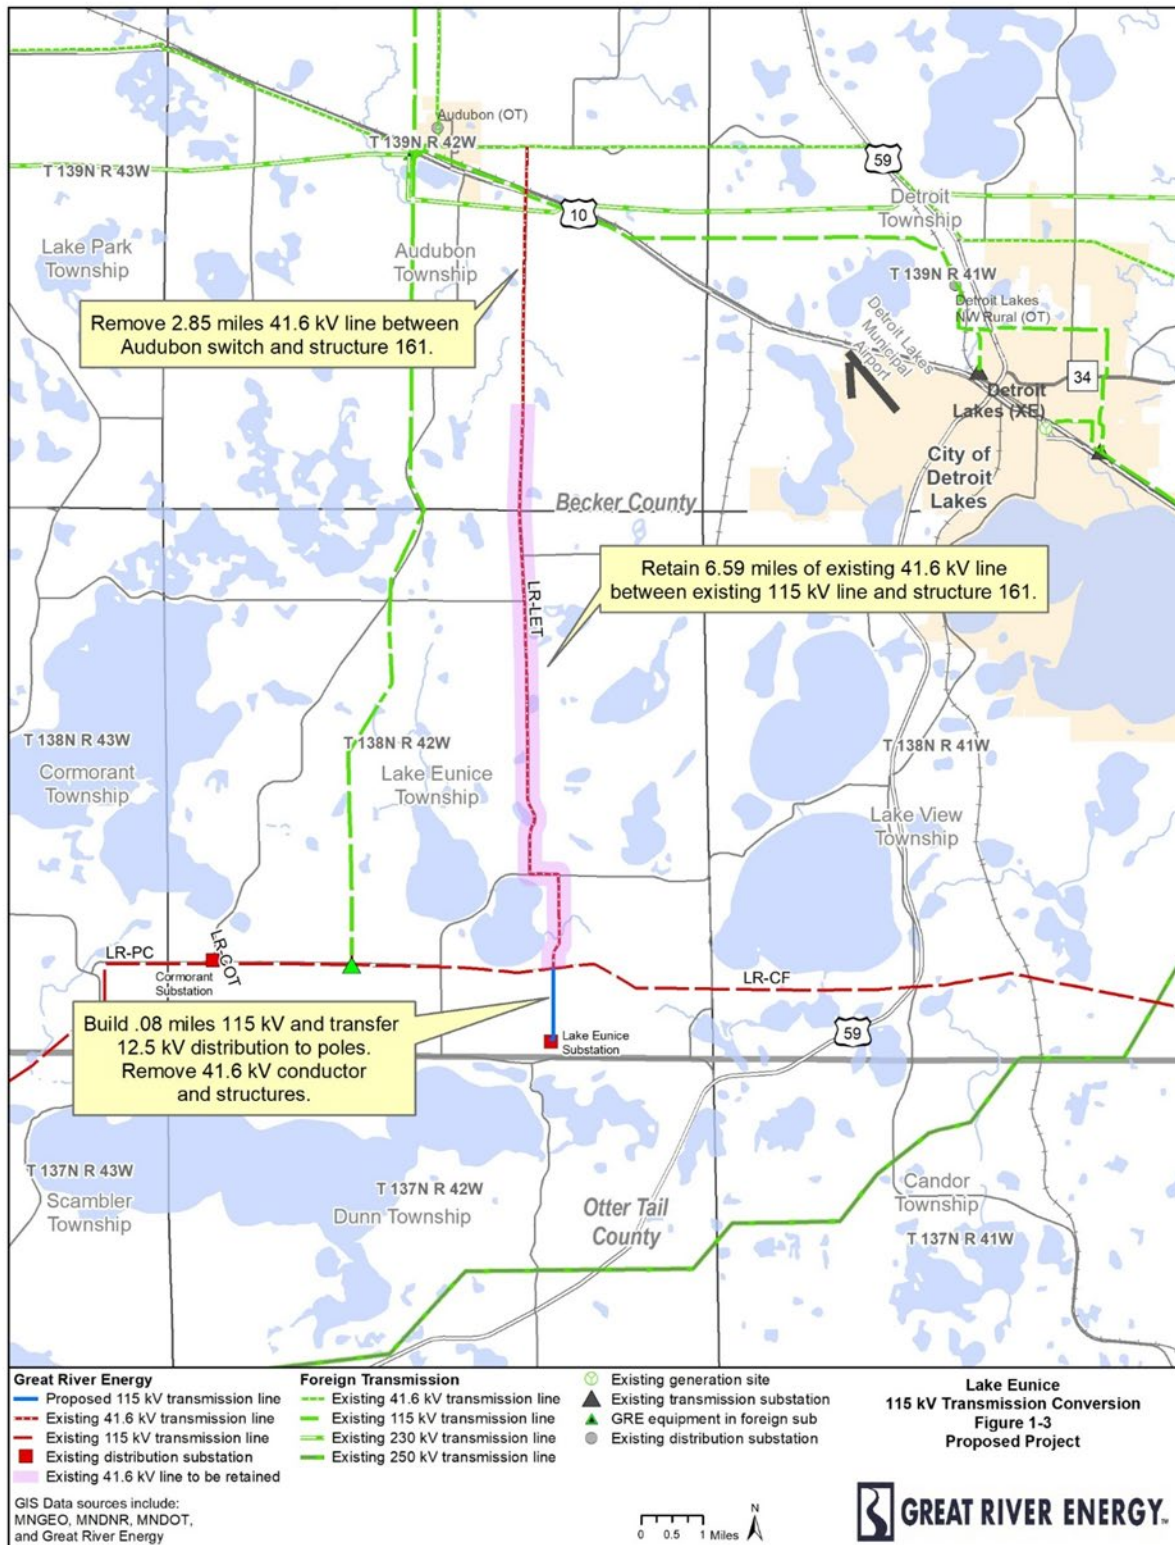 Audubon (OT)
T 139N R 42W
T 139N R 43W
59
Detroit
Township
10
Lake Park
Township
Audubon
Township
T 139N R 41W
Detroit Lakes
NW Rural (OT)
Remove 2.85 miles 41.6 kV line between
Audubon switch and structure 161.
Detroit Lakes
Municipal
Airport
34
Detroit
Lakes (XE)
City of
Detroit
Lakes
Becker County
Retain 6.59 miles of existing 41.6 kV line
between existing 115 kV line and structure 161.
LR-LET
T 138N R 43W
Cormorant
Township
T 138N R 42W
Lake Eunice
Township
T 138N R 41W
Lake View
Township
LR-PC
LR-COT
Cormorant
Substation
LR-CF
Build .08 miles 115 kV and transfer
12.5 kV distribution to poles.
Remove 41.6 kV conductor
and structures.
Lake Eunice
Substation
59
T 137N R 43W
Scambler
Township
T 137N R 42W
Dunn Township
Otter Tail
County
Candor
Township
T 137N R 41W
Great River Energy
Proposed 115 kV transmission line
Existing 41.6 kV transmission line
Existing 115 kV transmission line
Existing distribution substation
Existing 41.6 kV line to be retained
Foreign Transmission
Existing 41.6 kV transmission line
Existing 115 kV transmission line
Existing 230 kV transmission line
Existing 250 kV transmission line
Existing generation site
Existing transmission substation
GRE equipment in foreign sub
Existing distribution substation
Lake Eunice
115 kV Transmission Conversion
Figure 1-3
Proposed Project
GIS Data sources include:
MNGEO, MNDNR, MNDOT,
and Great River Energy
0 0.5 1 Miles
N
GREAT RIVER ENERGY™